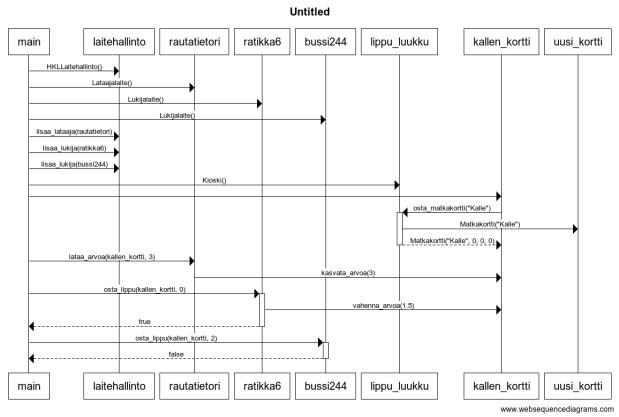 Untitled
main laitehallinto rautatietori ratikka6 bussi244 lippu_luukku kallen_kortti uusi_kortti
HKLLaitehallinto()
Lataajalaite()
Lukijalaite()
Lukijalaite()
lisaa_lataaja(rautatietori)
lisaa_lukija(ratikka6)
lisaa_lukija(bussi244)
Kioski()
osta_matkakortti("Kalle")
Matkakortti("Kalle")
Matkakortti("Kalle", 0, 0, 0)
lataa_arvoa(kallen_kortti, 3)
kasvata_arvoa(3)
osta_lippu(kallen_kortti, 0)
vahenna_arvoa(1.5)
true
osta_lippu(kallen_kortti, 2)
false
main laitehallinto rautatietori ratikka6 bussi244 lippu_luukku kallen_kortti uusi_kortti
www.websequencediagrams.com